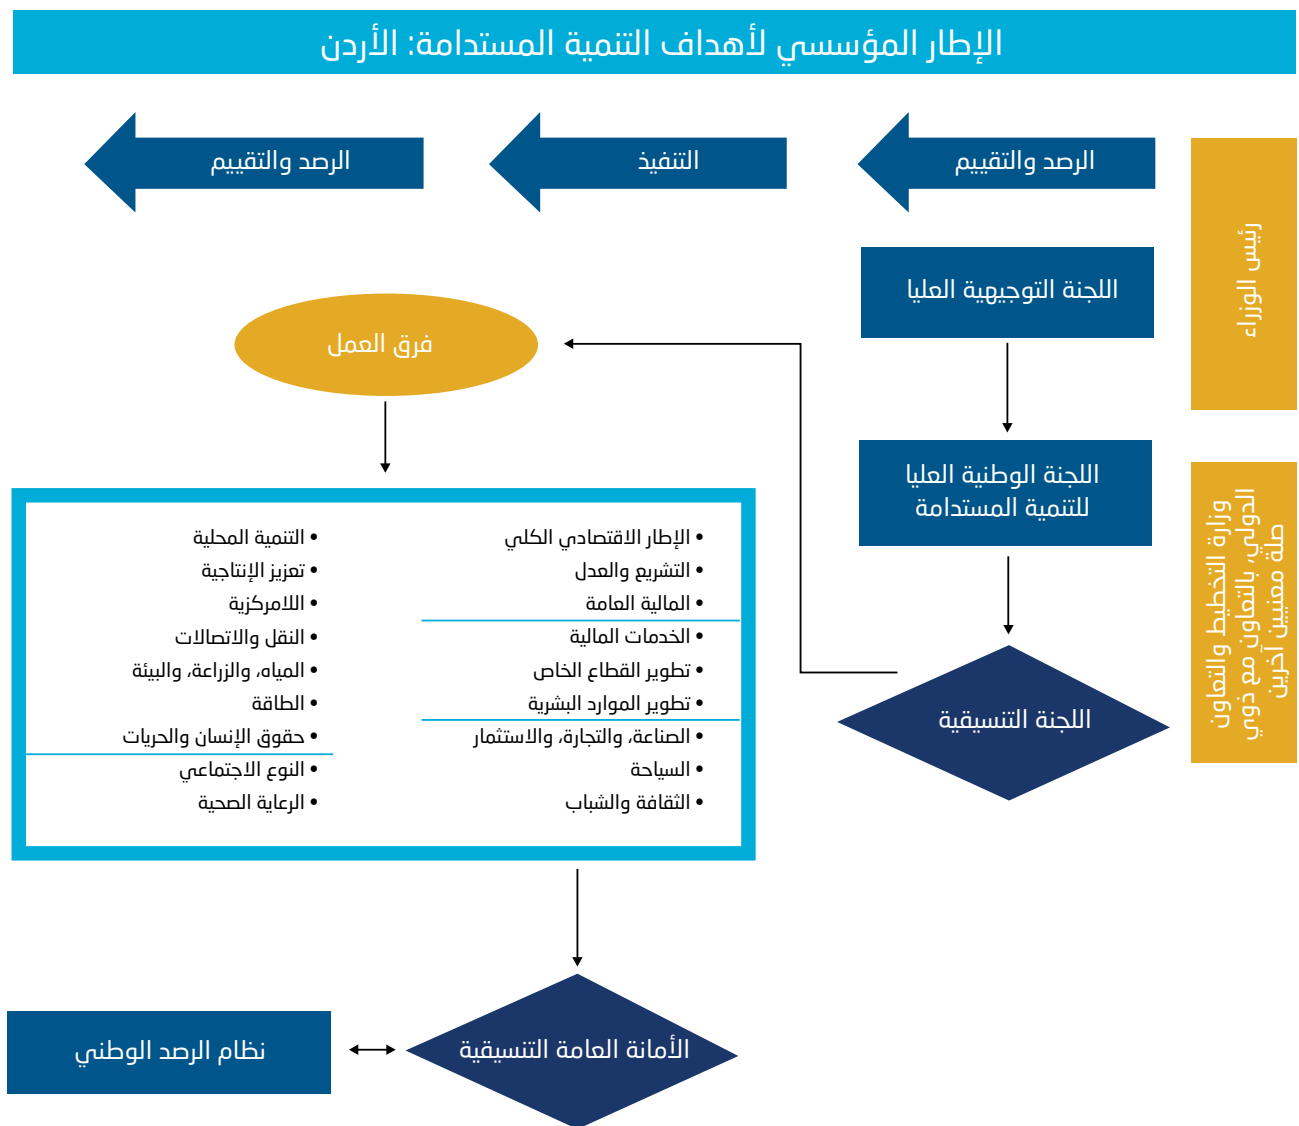 الإطار المؤسسي لأهداف التنمية المستدامة: الأردن
الرصد والتقييم
التنفيذ
الرصد والتقييم
رئيس الوزراء
اللجنة التوجيهية العليا
فرق العمل
اللجنة الوطنية العليا
للتنمية المستدامة
وزارة التخطيط والتعاون
الدولي، بالتعاون مع ذوي
صلة معنيين آخرين
اللجنة التنسيقية
• الإطار الاقتصادي الكلي
• التشريع والعدل
• المالية العامة
• الخدمات المالية
• تطوير القطاع الخاص
• تطوير الموارد البشرية
• الصناعة، والتجارة، والاستثمار
• السياحة
• الثقافة والشباب
• التنمية المحلية
• تعزيز الإنتاجية
• اللامركزية
• النقل والاتصالات
• المياه، والزراعة، والبيئة
• الطاقة
• حقوق الإنسان والحريات
• النوع الاجتماعي
• الرعاية الصحية
الأمانة العامة التنسيقية
نظام الرصد الوطني